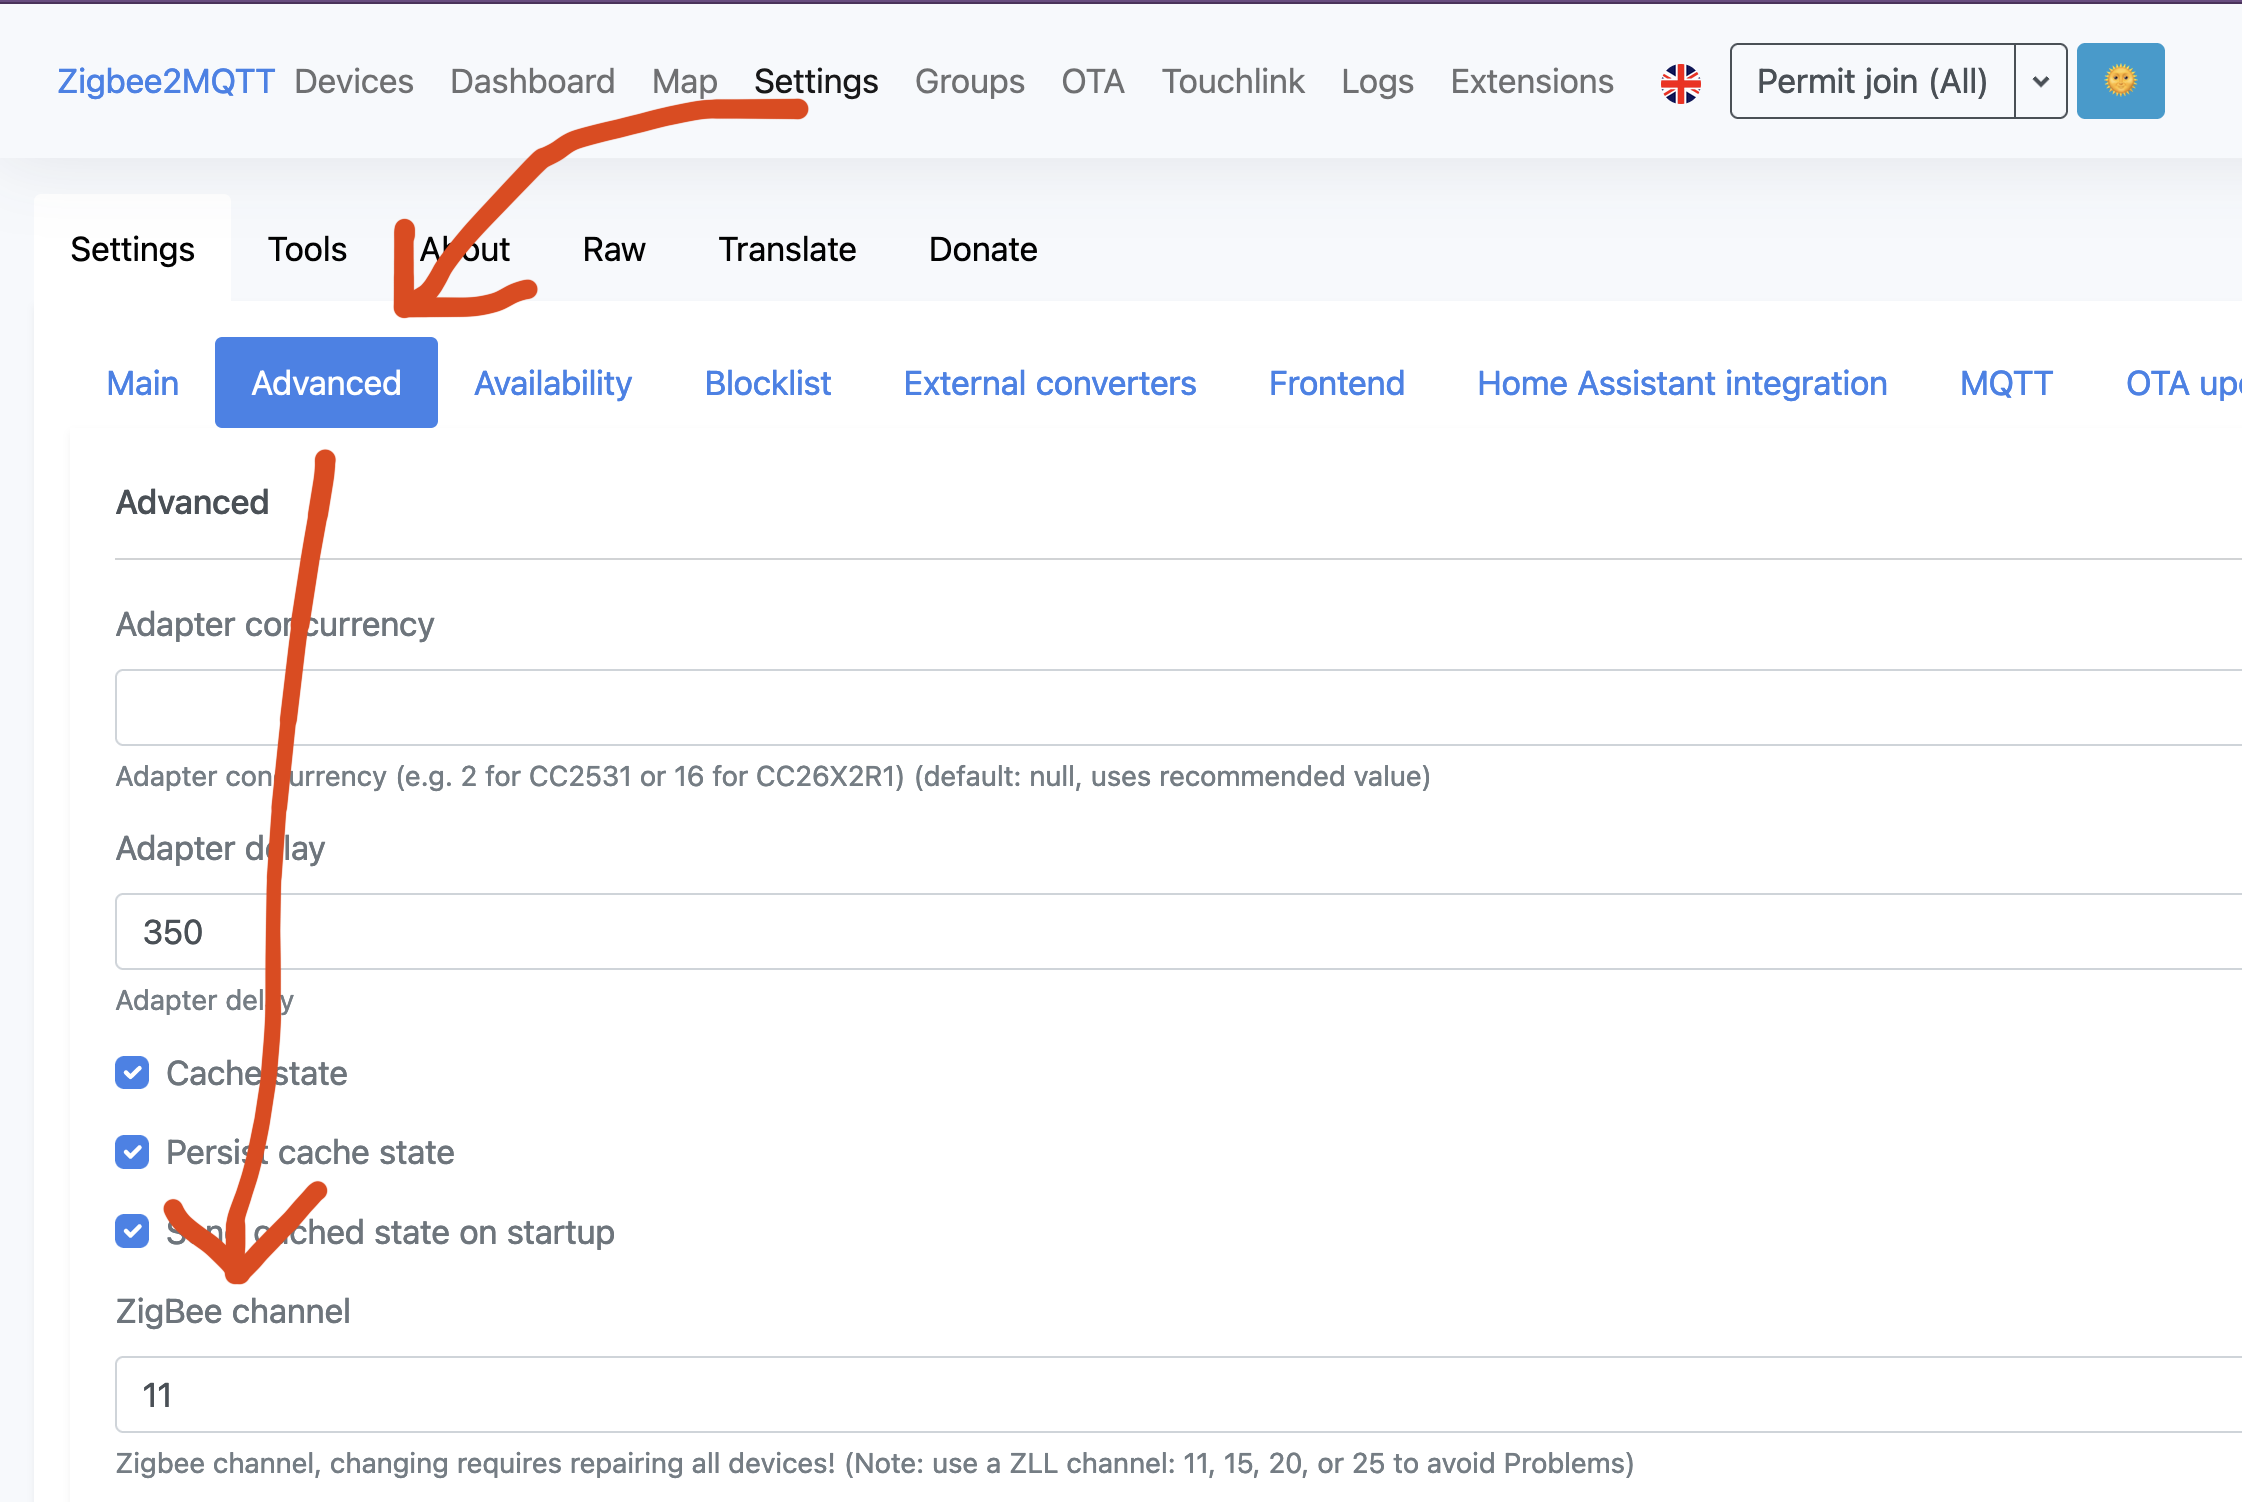 Zigbee2MQTT Devices Dashboard Map Settings Groups OTA Touchlink Logs Extensions Permit join (All)
Settings Tools About Raw Translate Donate
Main Advanced Availability Blocklist External converters Frontend Home Assistant integration MQTT OTA
Advanced
Adapter concurrency
Adapter concurrency (e.g. 2 for CC2531 or 16 for CC26X2R1) (default: null, uses recommended value)
Adapter delay
350
Adapter delay
Cache state
Persist cache state
Send cached state on startup
ZigBee channel
11
Zigbee channel, changing requires repairing all devices! (Note: use a ZLL channel: 11, 15, 20, or 25 to avoid Problems)